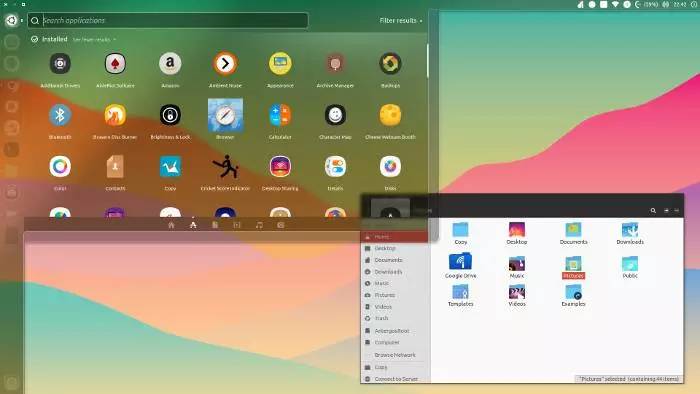 (59%) 22:42
Search applications
Filter results
Installed
See fewer results
Additional Drivers
AisleRiot Solitaire
Amazon
Ambient Noise
Appearance
Archive Manager
Backups
Bluetooth
Brasero Disc Burner
Brightness & Lock
Browser
Calculator
Character Map
Cheese Webcam Booth
Color
Contacts
Copy
Cricket Score Indicator
Desktop Sharing
Details
Disks
Home
Desktop
Documents
Downloads
Music
Pictures
Videos
Trash
AntergosRoot
Computer
Browse Network
Copy
Connect to Server
Copy
Desktop
Documents
Downloads
Google Drive
Music
Pictures
Public
Templates
Videos
Examples
"Pictures" selected (containing 44 items)